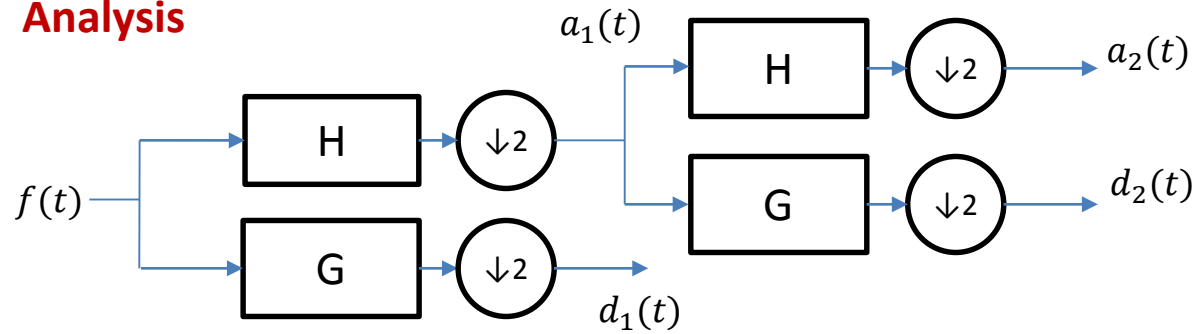 Analysis
a₁(t)
H
↓2
a₂(t)
H
↓2
f(t)
G
↓2
d₂(t)
G
↓2
d₁(t)